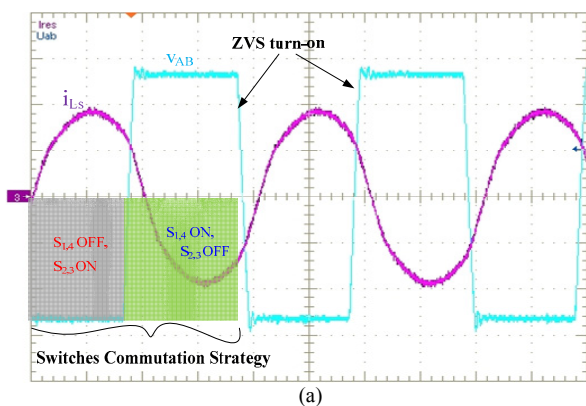 Ires
Uab
ZVS turn-on
vAB
iLs
3
S1,4 OFF,
S2,3 ON
S1,4 ON,
S2,3 OFF
Switches Commutation Strategy
(a)